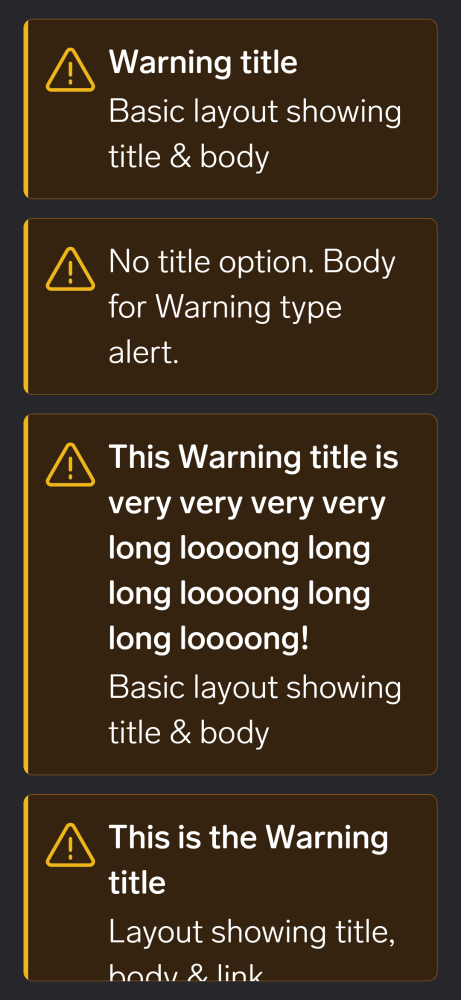 Warning title
Basic layout showing
title & body
No title option. Body
for Warning type
alert.
This Warning title is
very very very very
long loooong long
long loooong long
long loooong!
Basic layout showing
title & body
This is the Warning
title
Layout showing title,
body & link